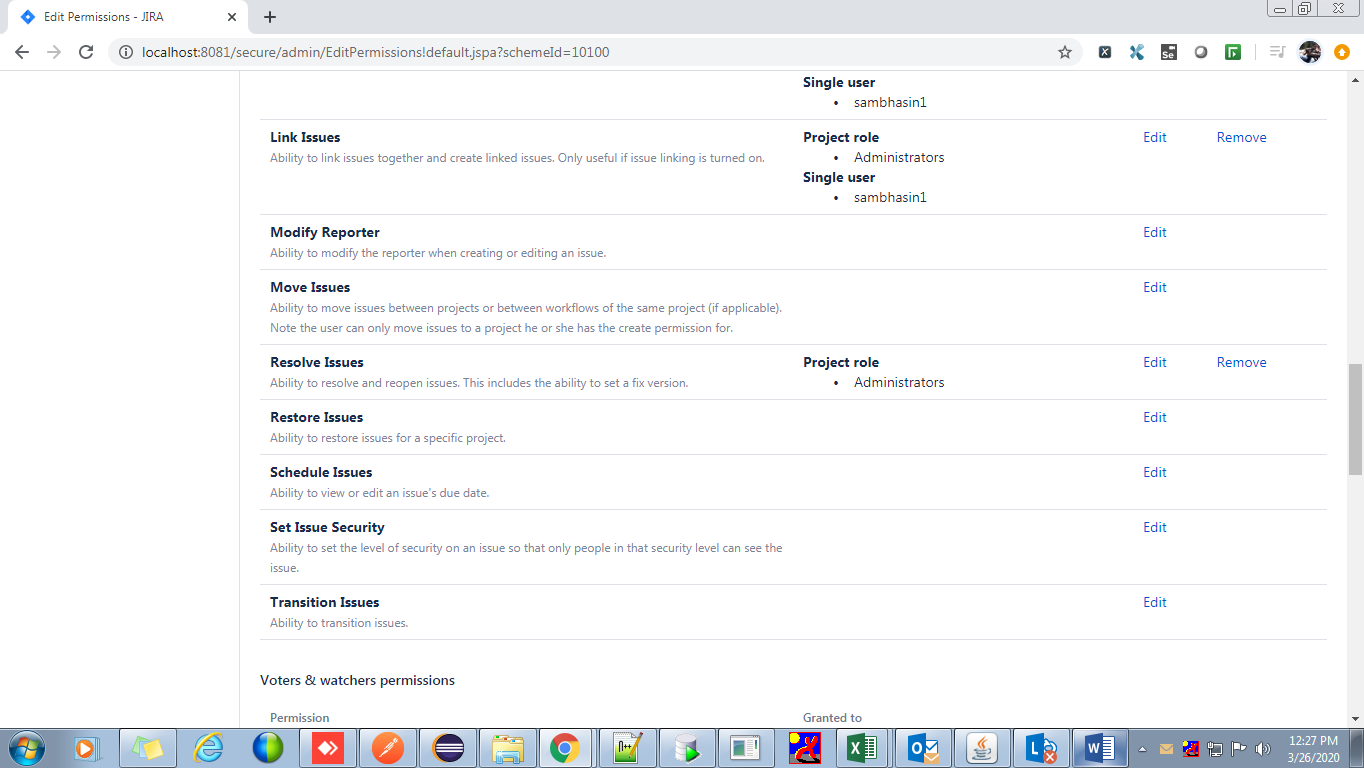 Edit Permissions - JIRA
localhost:8081/secure/admin/EditPermissions!default.jspa?schemeId=10100
Single user
• sambhasin1
Link Issues
Ability to link issues together and create linked issues. Only useful if issue linking is turned on.
Project role
• Administrators
Single user
• sambhasin1
Edit Remove
Modify Reporter
Ability to modify the reporter when creating or editing an issue.
Edit
Move Issues
Ability to move issues between projects or between workflows of the same project (if applicable).
Note the user can only move issues to a project he or she has the create permission for.
Edit
Resolve Issues
Ability to resolve and reopen issues. This includes the ability to set a fix version.
Project role
• Administrators
Edit Remove
Restore Issues
Ability to restore issues for a specific project.
Edit
Schedule Issues
Ability to view or edit an issue's due date.
Edit
Set Issue Security
Ability to set the level of security on an issue so that only people in that security level can see the
issue.
Edit
Transition Issues
Ability to transition issues.
Edit
Voters & watchers permissions
Permission Granted to
12:27 PM
3/26/2020